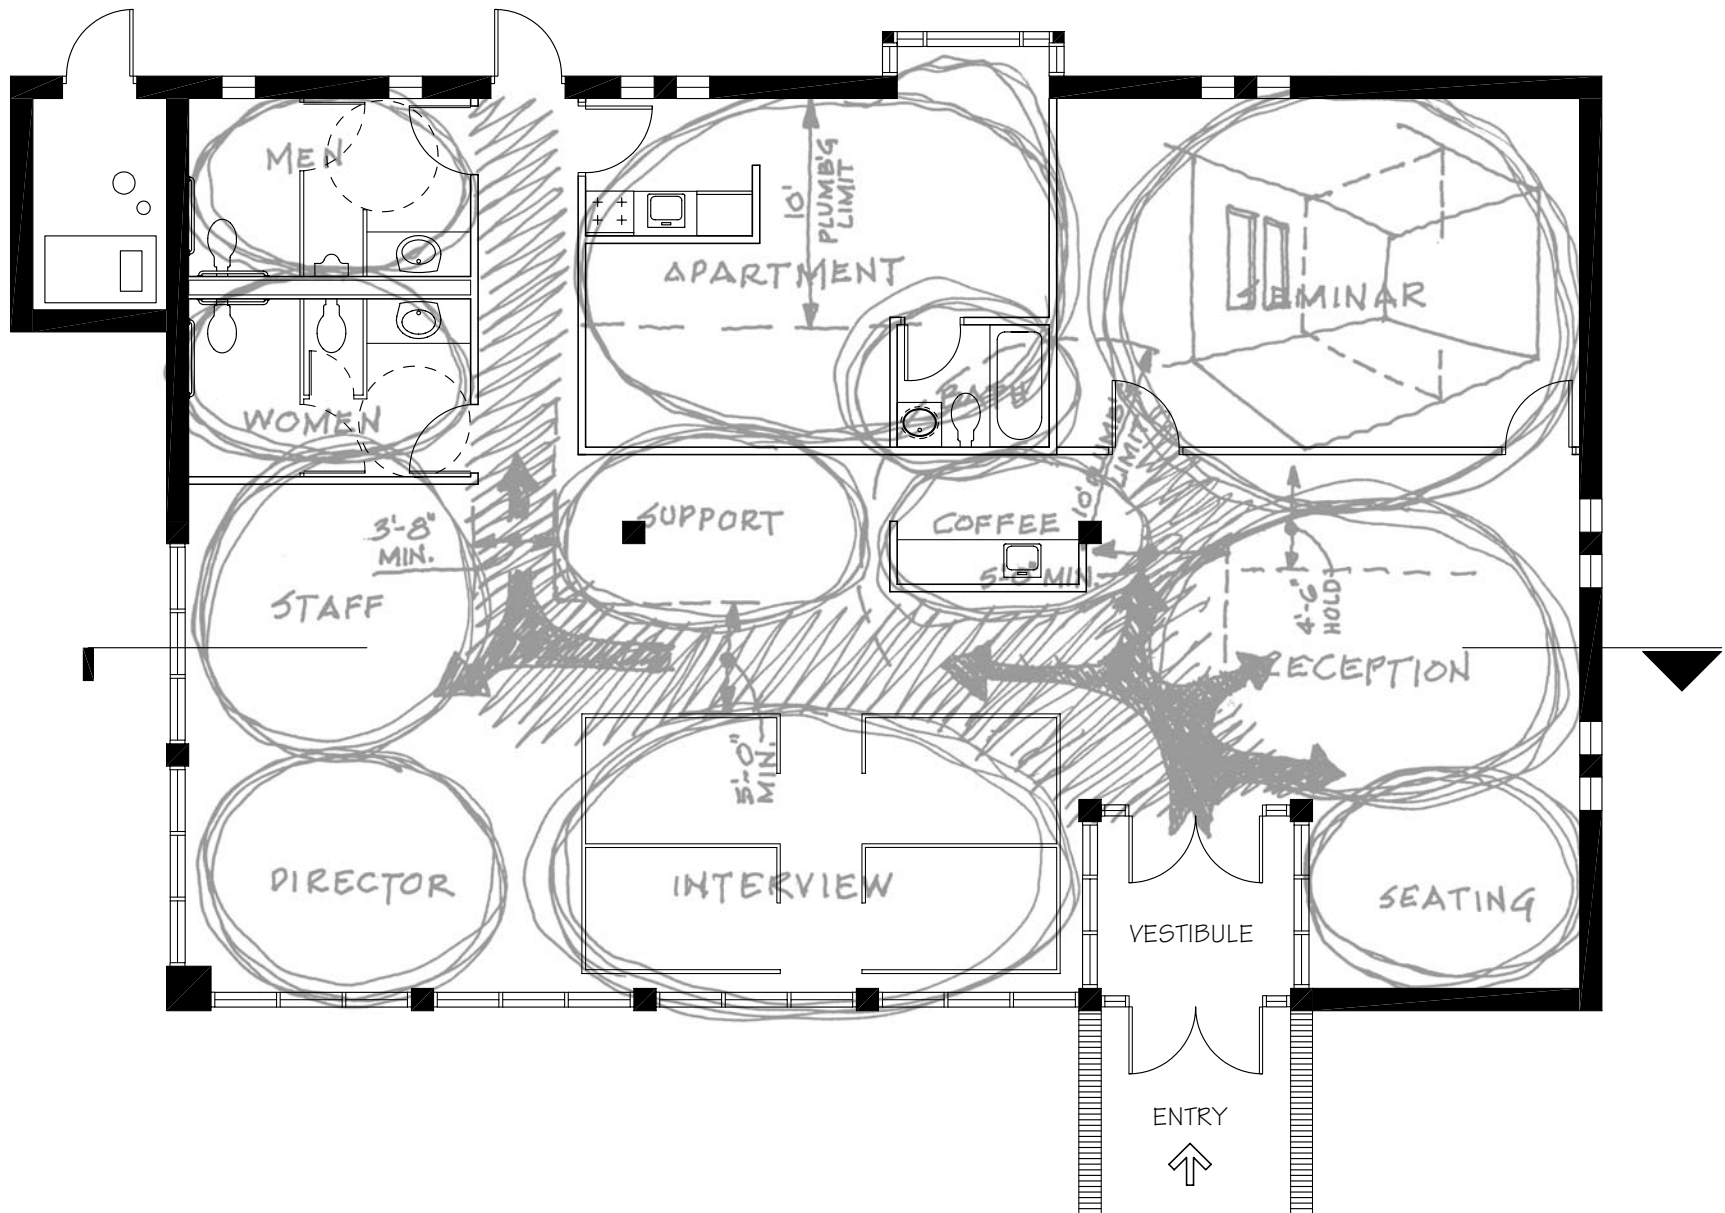 MEN
10'
PLUMB'G
LIMIT
APARTMENT
SEMINAR
BATH
WOMEN
10' PLUMB'G
LIMIT
SUPPORT
COFFEE
3'-8"
MIN.
5'-0" MIN.
STAFF
4'-6"
HOLD
RECEPTION
5'-0"
MIN.
DIRECTOR
INTERVIEW
SEATING
VESTIBULE
ENTRY